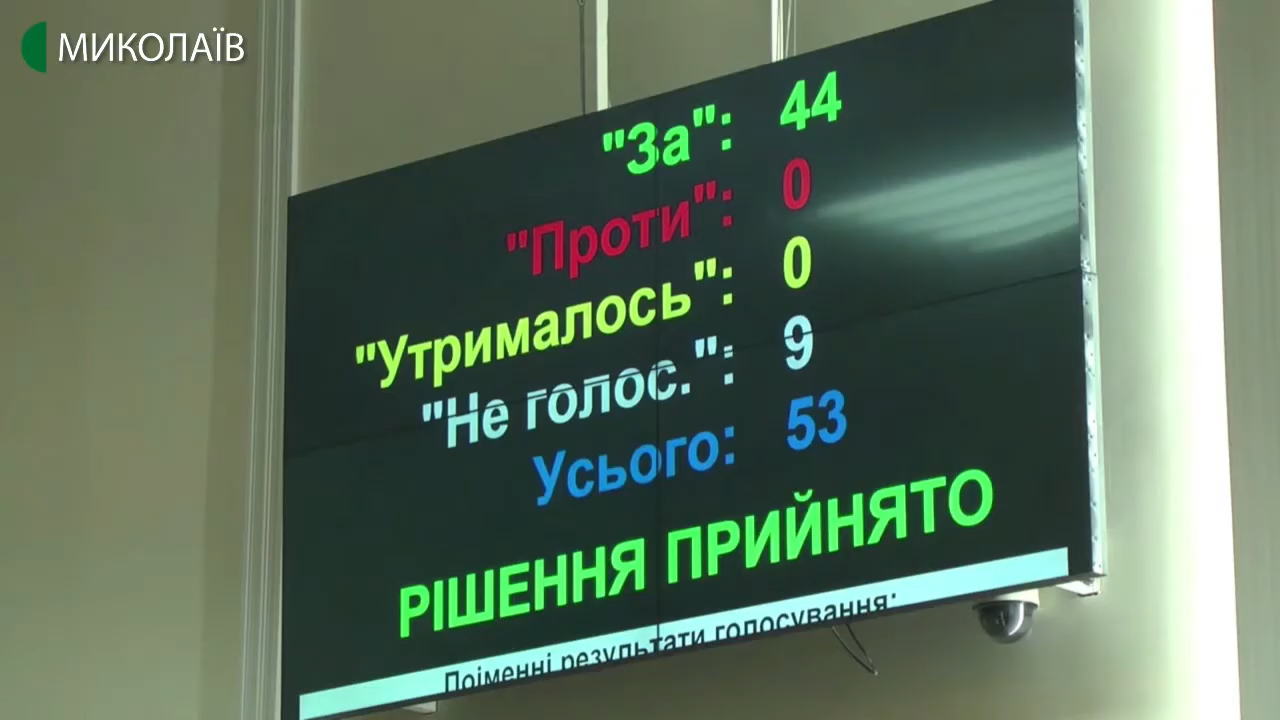 МИКОЛАЇВ
"За": 44
"Проти": 0
"Утрималось": 0
"Не голос.": 9
Усього: 53
РІШЕННЯ ПРИЙНЯТО
Поіменні результати голосування: